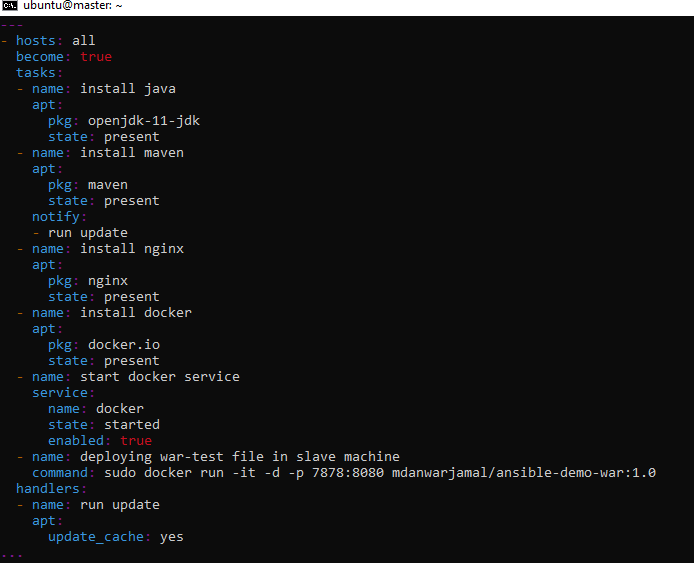 ubuntu@master: ~
---
- hosts: all
  become: true
  tasks:
  - name: install java
    apt:
      pkg: openjdk-11-jdk
      state: present
  - name: install maven
    apt:
      pkg: maven
      state: present
    notify:
    - run update
  - name: install nginx
    apt:
      pkg: nginx
      state: present
  - name: install docker
    apt:
      pkg: docker.io
      state: present
  - name: start docker service
    service:
      name: docker
      state: started
      enabled: true
  - name: deploying war-test file in slave machine
    command: sudo docker run -it -d -p 7878:8080 mdanwarjamal/ansible-demo-war:1.0
  handlers:
  - name: run update
    apt:
      update_cache: yes
...